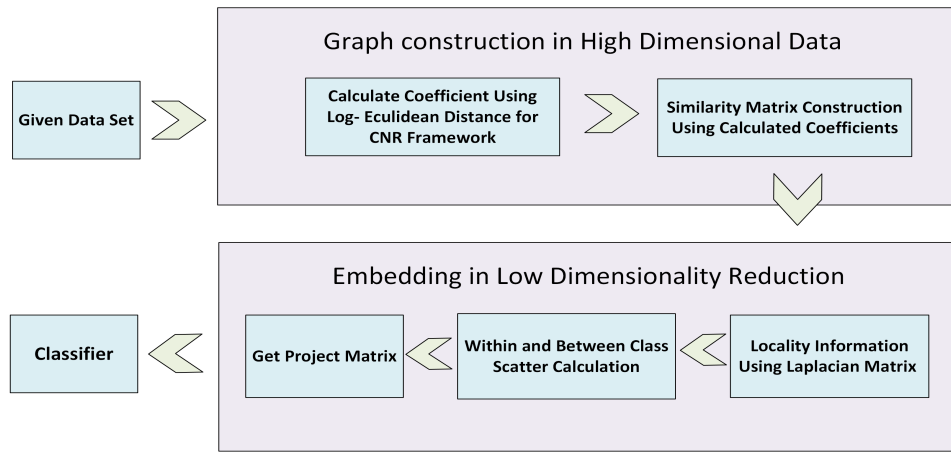 Graph construction in High Dimensional Data
Given Data Set
Calculate Coefficient Using
Log- Eculidean Distance for
CNR Framework
Similarity Matrix Construction
Using Calculated Coefficients
Embedding in Low Dimensionality Reduction
Locality Information
Using Laplacian Matrix
Within and Between Class
Scatter Calculation
Get Project Matrix
Classifier